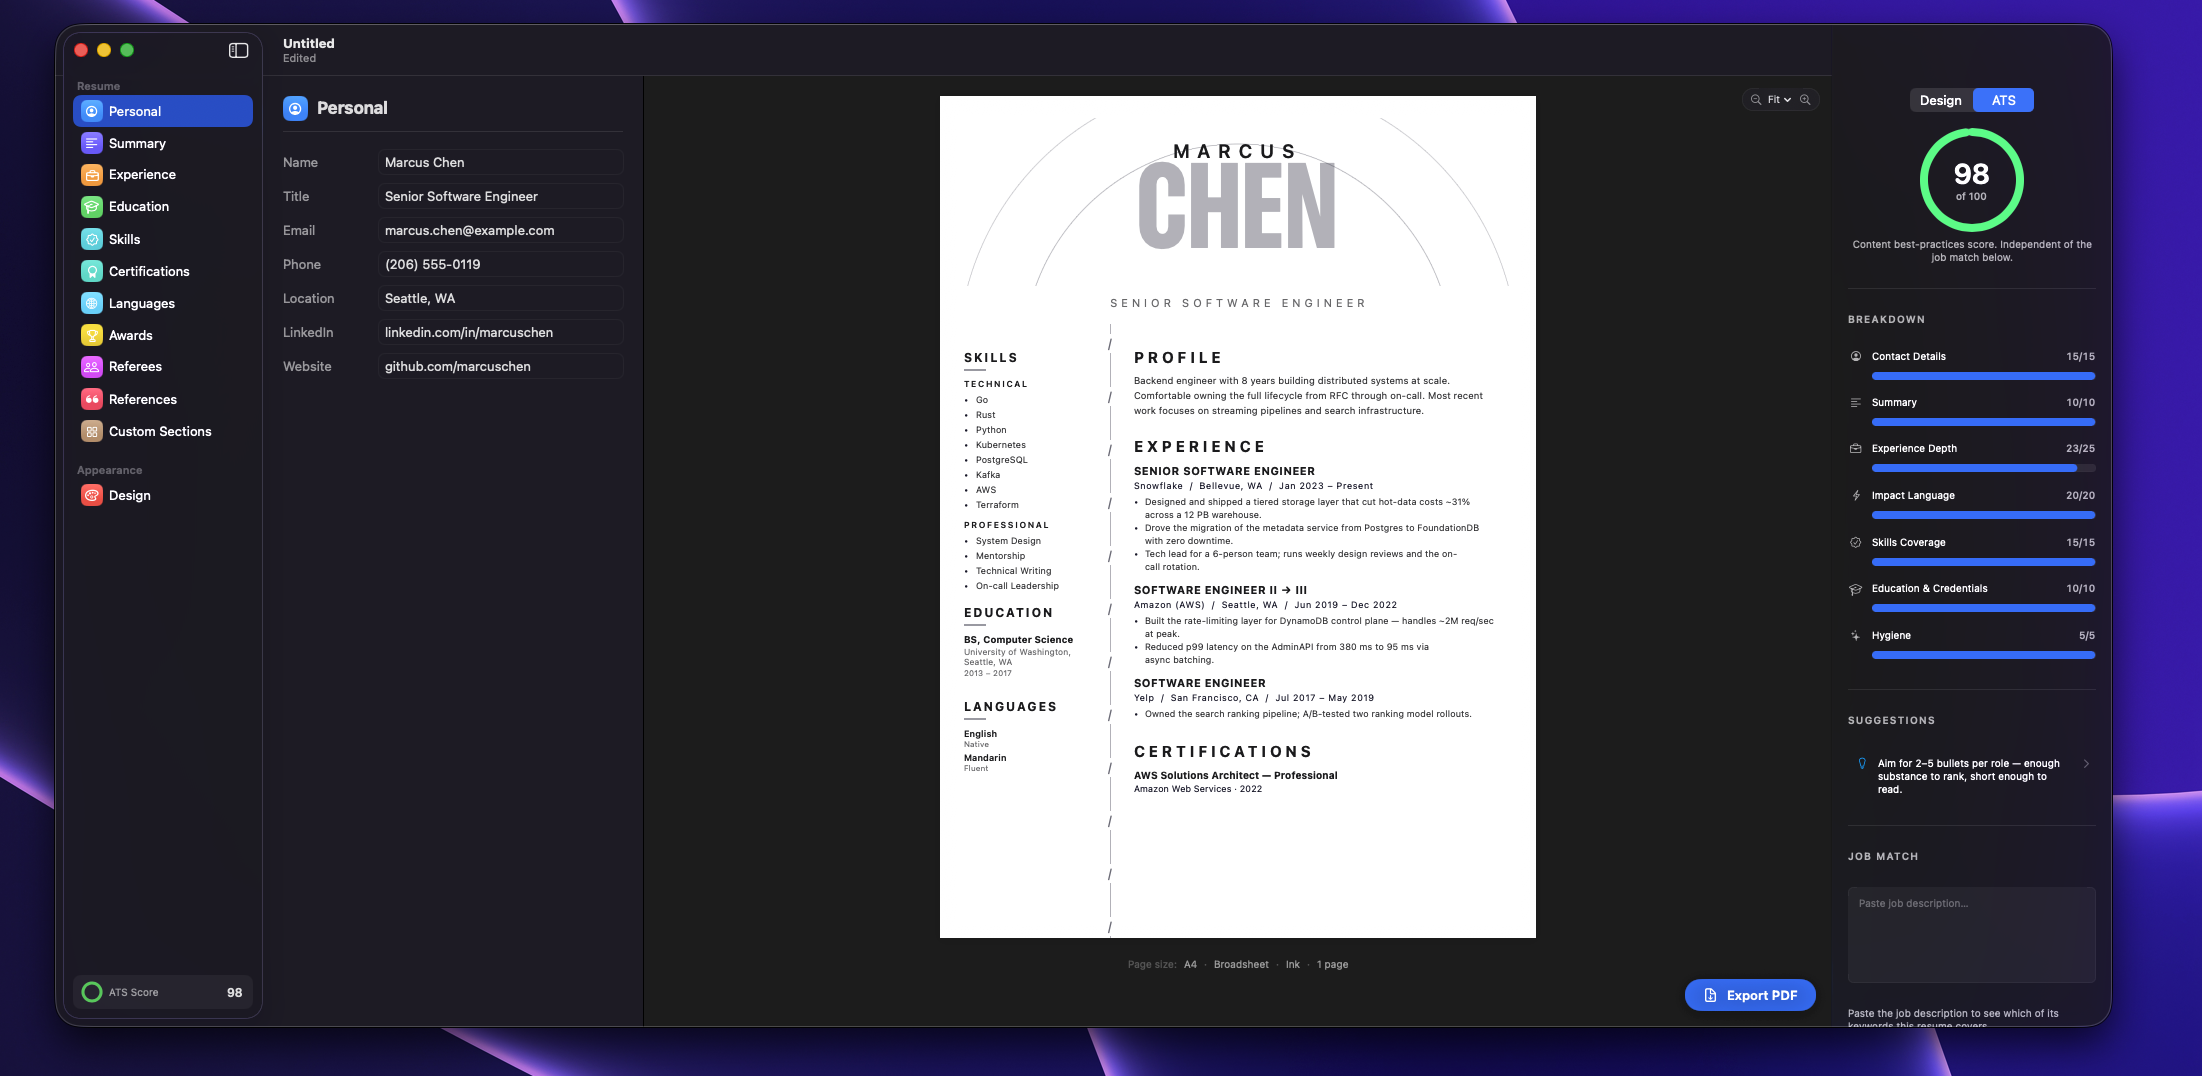 Untitled
Edited
Resume
Personal
Summary
Experience
Education
Skills
Certifications
Languages
Awards
Referees
References
Custom Sections
Appearance
Design
ATS Score 98
Personal
Name Marcus Chen
Title Senior Software Engineer
Email marcus.chen@example.com
Phone (206) 555-0119
Location Seattle, WA
LinkedIn linkedin.com/in/marcuschen
Website github.com/marcuschen
Fit
MARCUS
CHEN
SENIOR SOFTWARE ENGINEER
SKILLS
TECHNICAL
• Go
• Rust
• Python
• Kubernetes
• PostgreSQL
• Kafka
• AWS
• Terraform
PROFESSIONAL
• System Design
• Mentorship
• Technical Writing
• On-call Leadership
EDUCATION
BS, Computer Science
University of Washington,
Seattle, WA
2013 – 2017
LANGUAGES
English
Native
Mandarin
Fluent
PROFILE
Backend engineer with 8 years building distributed systems at scale.
Comfortable owning the full lifecycle from RFC through on-call. Most recent
work focuses on streaming pipelines and search infrastructure.
EXPERIENCE
SENIOR SOFTWARE ENGINEER
Snowflake / Bellevue, WA / Jan 2023 – Present
• Designed and shipped a tiered storage layer that cut hot-data costs ~31%
across a 12 PB warehouse.
• Drove the migration of the metadata service from Postgres to FoundationDB
with zero downtime.
• Tech lead for a 6-person team; runs weekly design reviews and the on-
call rotation.
SOFTWARE ENGINEER II → III
Amazon (AWS) / Seattle, WA / Jun 2019 – Dec 2022
• Built the rate-limiting layer for DynamoDB control plane — handles ~2M req/sec
at peak.
• Reduced p99 latency on the AdminAPI from 380 ms to 95 ms via
async batching.
SOFTWARE ENGINEER
Yelp / San Francisco, CA / Jul 2017 – May 2019
• Owned the search ranking pipeline; A/B-tested two ranking model rollouts.
CERTIFICATIONS
AWS Solutions Architect — Professional
Amazon Web Services · 2022
Page size: A4 · Broadsheet · Ink · 1 page
Export PDF
Design ATS
98
of 100
Content best-practices score. Independent of the
job match below.
BREAKDOWN
Contact Details 15/15
Summary 10/10
Experience Depth 23/25
Impact Language 20/20
Skills Coverage 15/15
Education & Credentials 10/10
Hygiene 5/5
SUGGESTIONS
Aim for 2–5 bullets per role — enough
substance to rank, short enough to
read.
JOB MATCH
Paste job description...
Paste the job description to see which of its
keywords this resume covers